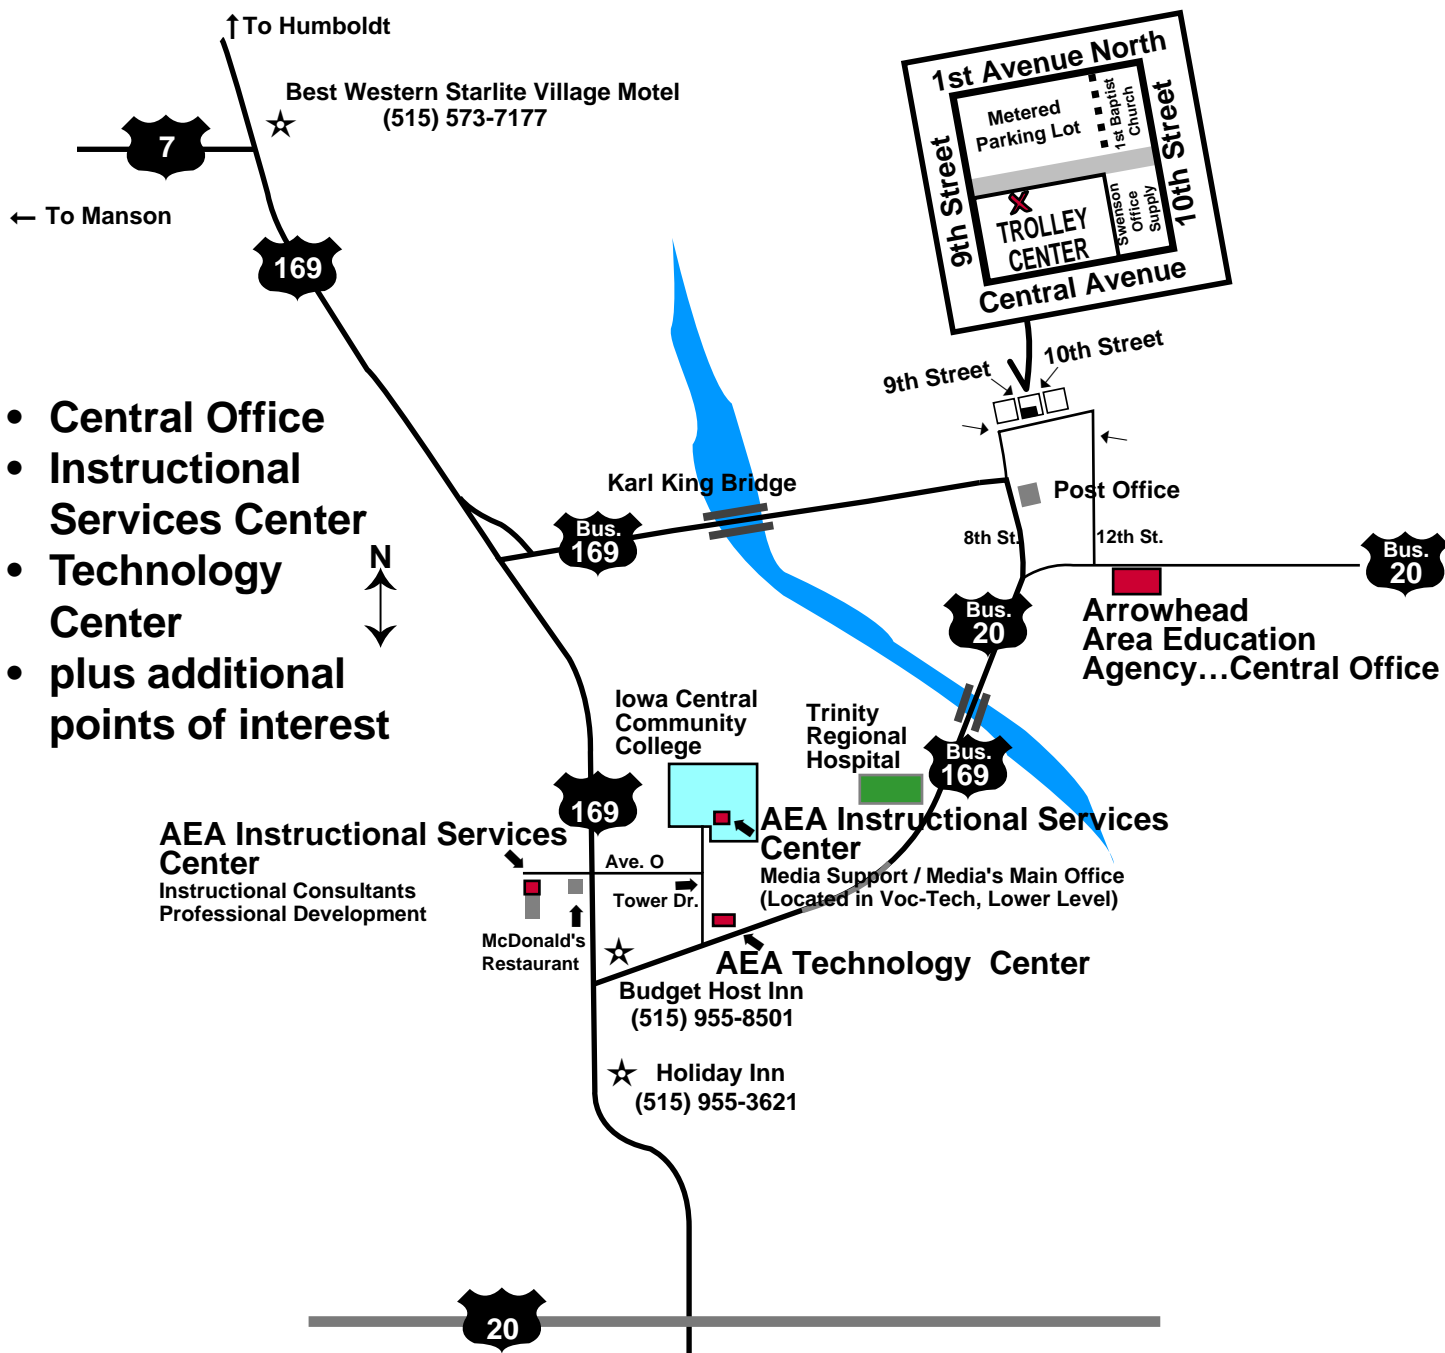 ↑ To Humboldt
Best Western Starlite Village Motel
(515) 573-7177
7
← To Manson
169
1st Avenue North
Metered
Parking Lot
1st Baptist
Church
9th Street
10th Street
TROLLEY
CENTER
Swenson
Office
Supply
Central Avenue
9th Street
10th Street
• Central Office
• Instructional
Services Center
• Technology
Center
• plus additional
points of interest
N
Karl King Bridge
Bus.
169
Post Office
8th St.
12th St.
Bus.
20
Bus.
20
Arrowhead
Area Education
Agency...Central Office
Iowa Central
Community
College
Trinity
Regional
Hospital
Bus.
169
169
AEA Instructional Services
Center
Instructional Consultants
Professional Development
AEA Instructional Services
Center
Media Support / Media's Main Office
(Located in Voc-Tech, Lower Level)
Ave. O
Tower Dr.
McDonald's
Restaurant
AEA Technology Center
Budget Host Inn
(515) 955-8501
Holiday Inn
(515) 955-3621
20